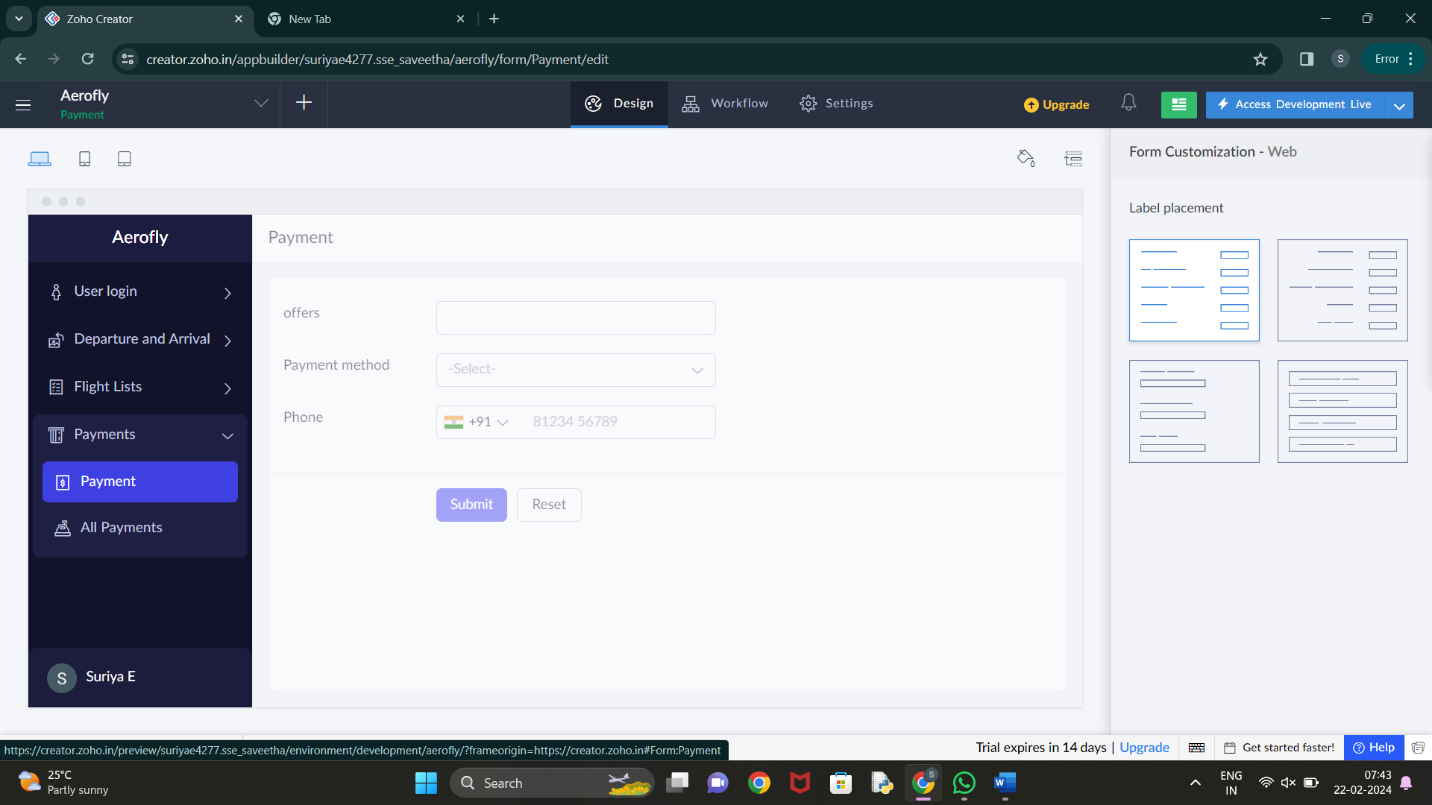 Zoho Creator
New Tab
creator.zoho.in/appbuilder/suriyae4277.sse_saveetha/aerofly/form/Payment/edit
S
Error
Aerofly
Payment
Design
Workflow
Settings
Upgrade
Access Development Live
Form Customization - Web
Label placement
Aerofly
Payment
User login
Departure and Arrival
Flight Lists
Payments
Payment
All Payments
offers
Payment method
-Select-
Phone
+91
81234 56789
Submit
Reset
S
Suriya E
https://creator.zoho.in/preview/suriyae4277.sse_saveetha/environment/development/aerofly/?frameorigin=https://creator.zoho.in#Form:Payment
Trial expires in 14 days | Upgrade
Get started faster!
Help
25°C
Partly sunny
Search
S
ENG
IN
07:43
22-02-2024